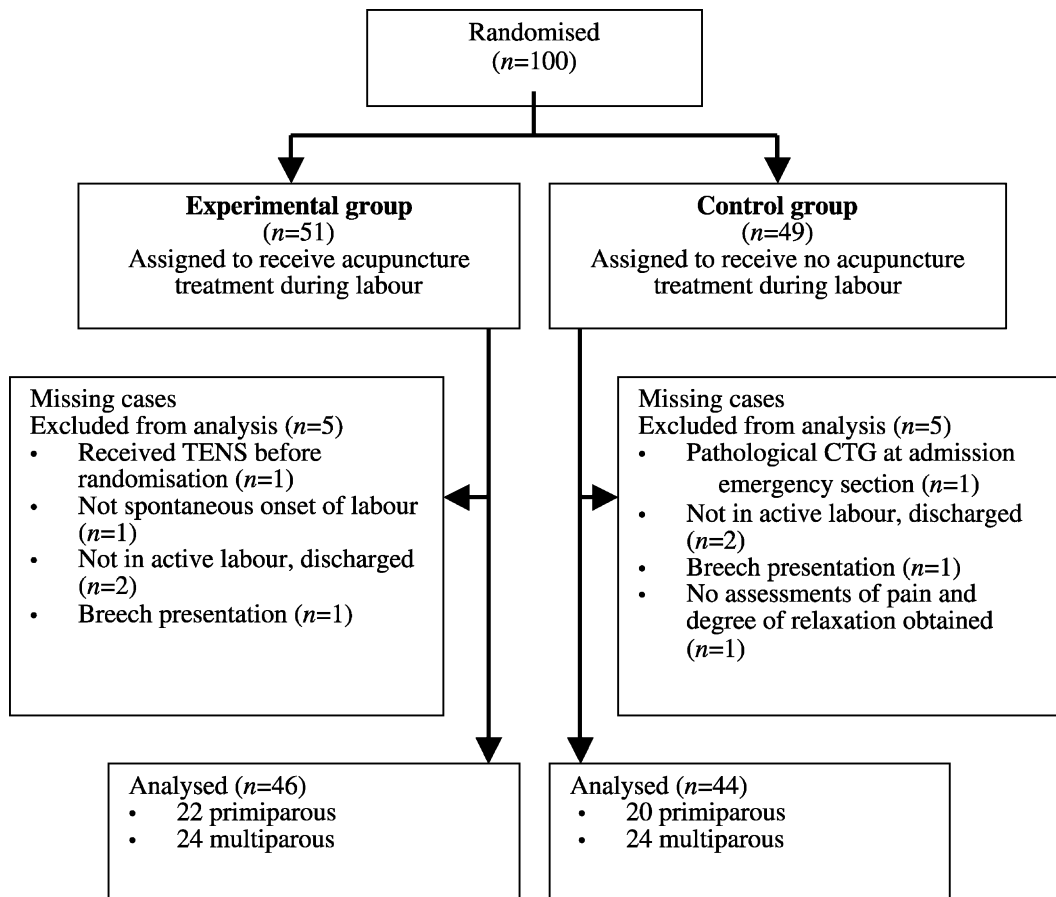 Randomised
(n=100)
Experimental group
(n=51)
Assigned to receive acupuncture
treatment during labour
Control group
(n=49)
Assigned to receive no acupuncture
treatment during labour
Missing cases
Excluded from analysis (n=5)
• Received TENS before
randomisation (n=1)
• Not spontaneous onset of labour
(n=1)
• Not in active labour, discharged
(n=2)
• Breech presentation (n=1)
Missing cases
Excluded from analysis (n=5)
• Pathological CTG at admission
emergency section (n=1)
• Not in active labour, discharged
(n=2)
• Breech presentation (n=1)
• No assessments of pain and
degree of relaxation obtained
(n=1)
Analysed (n=46)
• 22 primiparous
• 24 multiparous
Analysed (n=44)
• 20 primiparous
• 24 multiparous